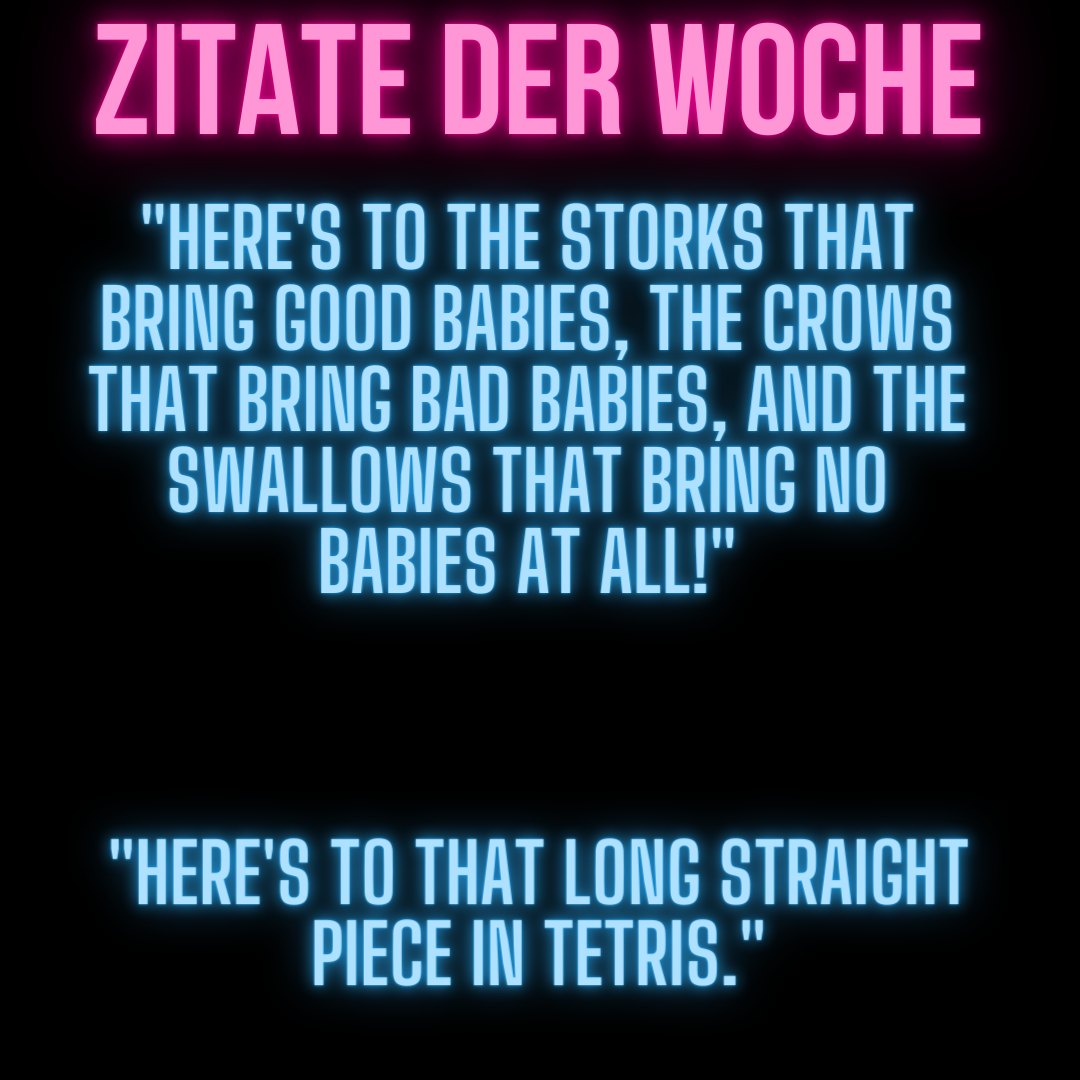 ZITATE DER WOCHE
"HERE'S TO THE STORKS THAT
BRING GOOD BABIES, THE CROWS
THAT BRING BAD BABIES, AND THE
SWALLOWS THAT BRING NO
BABIES AT ALL!"
"HERE'S TO THAT LONG STRAIGHT
PIECE IN TETRIS."